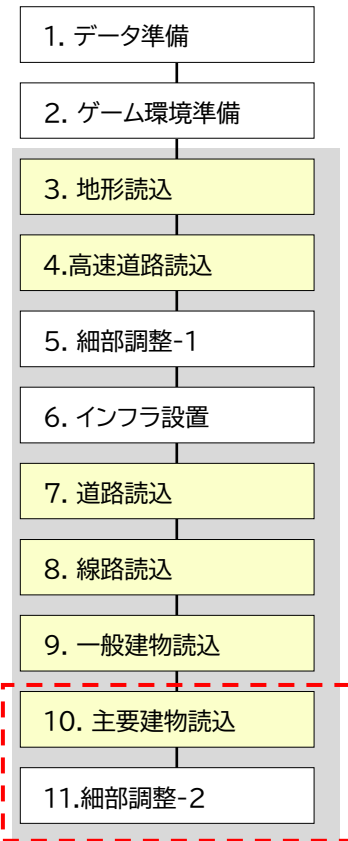 1. データ準備
2. ゲーム環境準備
3. 地形読込
4.高速道路読込
5. 細部調整-1
6. インフラ設置
7. 道路読込
8. 線路読込
9. 一般建物読込
10. 主要建物読込
11.細部調整-2